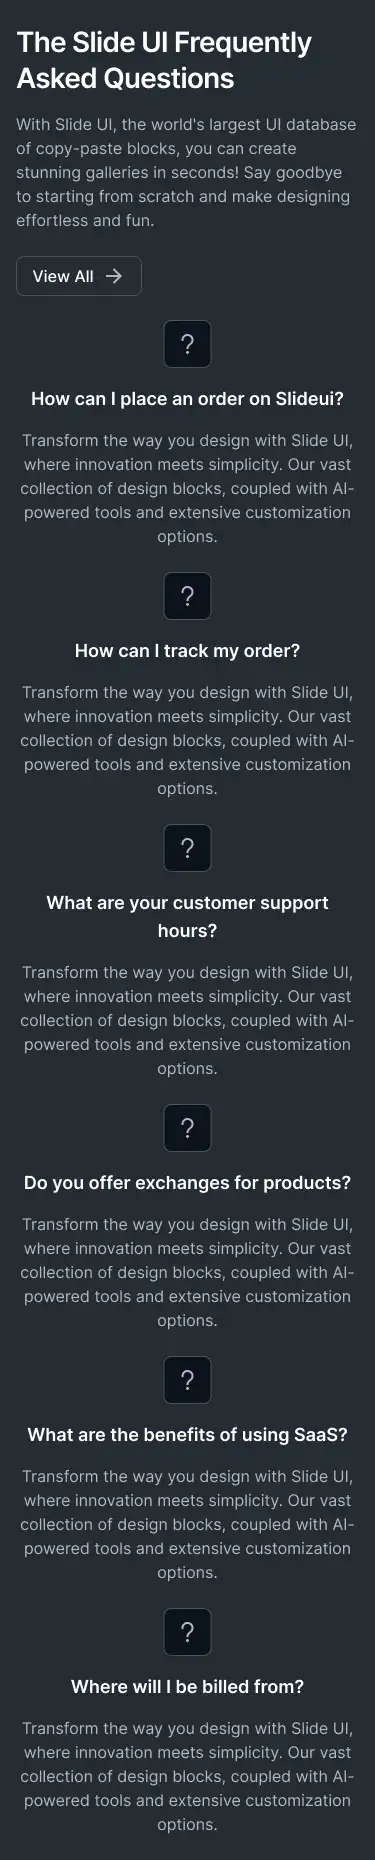 The Slide UI Frequently
Asked Questions
With Slide UI, the world's largest UI database
of copy-paste blocks, you can create
stunning galleries in seconds! Say goodbye
to starting from scratch and make designing
effortless and fun.
View All
?
How can I place an order on Slideui?
Transform the way you design with Slide UI,
where innovation meets simplicity. Our vast
collection of design blocks, coupled with AI-
powered tools and extensive customization
options.
?
How can I track my order?
Transform the way you design with Slide UI,
where innovation meets simplicity. Our vast
collection of design blocks, coupled with AI-
powered tools and extensive customization
options.
?
What are your customer support
hours?
Transform the way you design with Slide UI,
where innovation meets simplicity. Our vast
collection of design blocks, coupled with AI-
powered tools and extensive customization
options.
?
Do you offer exchanges for products?
Transform the way you design with Slide UI,
where innovation meets simplicity. Our vast
collection of design blocks, coupled with AI-
powered tools and extensive customization
options.
?
What are the benefits of using SaaS?
Transform the way you design with Slide UI,
where innovation meets simplicity. Our vast
collection of design blocks, coupled with AI-
powered tools and extensive customization
options.
?
Where will I be billed from?
Transform the way you design with Slide UI,
where innovation meets simplicity. Our vast
collection of design blocks, coupled with AI-
powered tools and extensive customization
options.